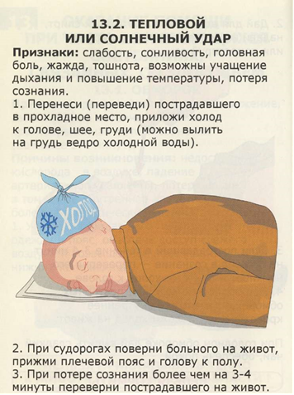 13.2. ТЕПЛОВОЙ
ИЛИ СОЛНЕЧНЫЙ УДАР
Признаки: слабость, сонливость, головная
боль, жажда, тошнота, возможны учащение
дыхания и повышение температуры, потеря
сознания.
1. Перенеси (переведи) пострадавшего
в прохладное место, приложи холод
к голове, шее, груди (можно вылить
на грудь ведро холодной воды).
ХОЛОД
2. При судорогах поверни больного на живот,
прижми плечевой пояс и голову к полу.
3. При потере сознания более чем на 3-4
минуты переверни пострадавшего на живот.